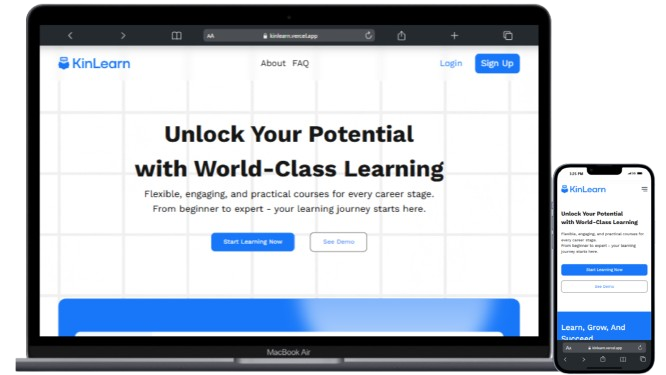 AA
kinlearn.vercel.app
KinLearn
About FAQ
Login
Sign Up
Unlock Your Potential
with World-Class Learning
Flexible, engaging, and practical courses for every career stage.
From beginner to expert - your learning journey starts here.
Start Learning Now
See Demo
MacBook Air
KinLearn
Unlock Your Potential
with World-Class Learning
Flexible, engaging, and practical courses for
every career stage.
From beginner to expert - your learning
journey starts here.
Start Learning Now
See Demo
Learn, Grow, And
Succeed
AA
kinlearn.vercel.app